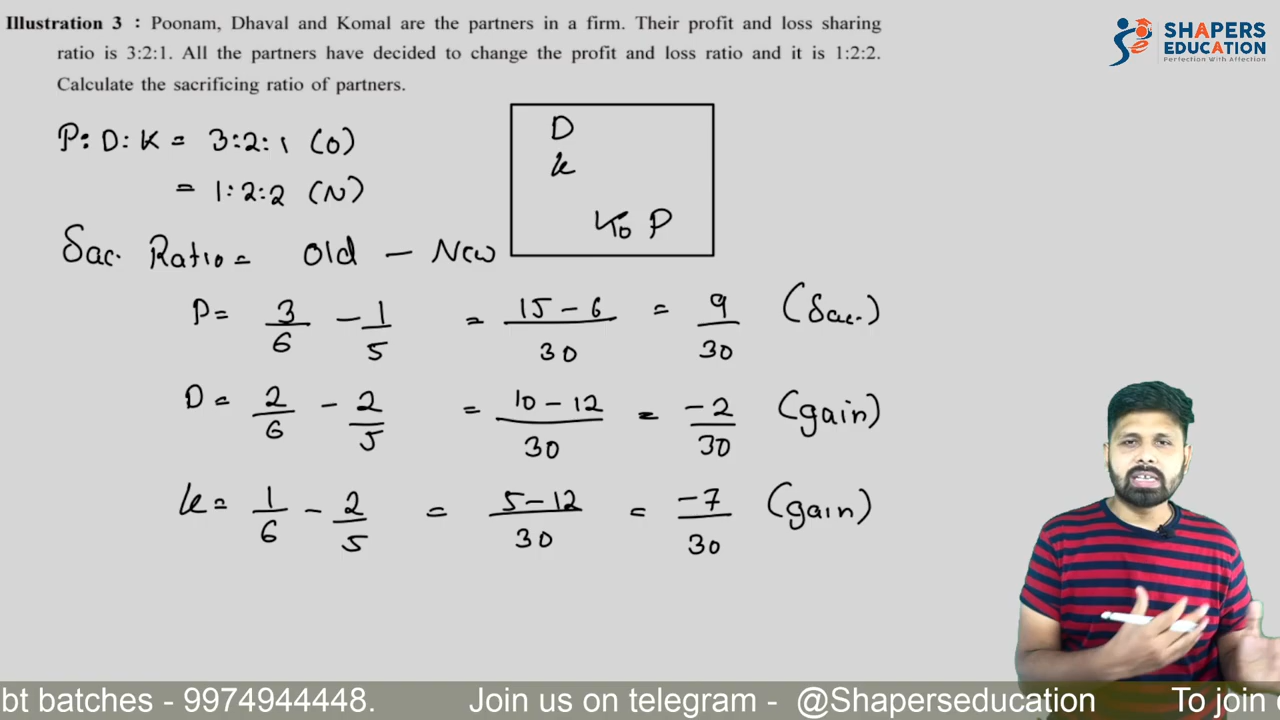 Illustration 3 : Poonam, Dhaval and Komal are the partners in a firm. Their profit and loss sharing
ratio is 3:2:1. All the partners have decided to change the profit and loss ratio and it is 1:2:2.
Calculate the sacrificing ratio of partners.
SHAPERS
EDUCATION
Perfection With Affection
P: D: K = 3:2:1 (O)
= 1:2:2 (N)
D
K
To P
Sac. Ratio = Old - New
P = 3/6 - 1/5 = 15 - 6/30 = 9/30 (Sac.)
D = 2/6 - 2/5 = 10 - 12/30 = -2/30 (gain)
K = 1/6 - 2/5 = 5 - 12/30 = -7/30 (gain)
bt batches - 9974944448. Join us on telegram - @Shaperseducation To join